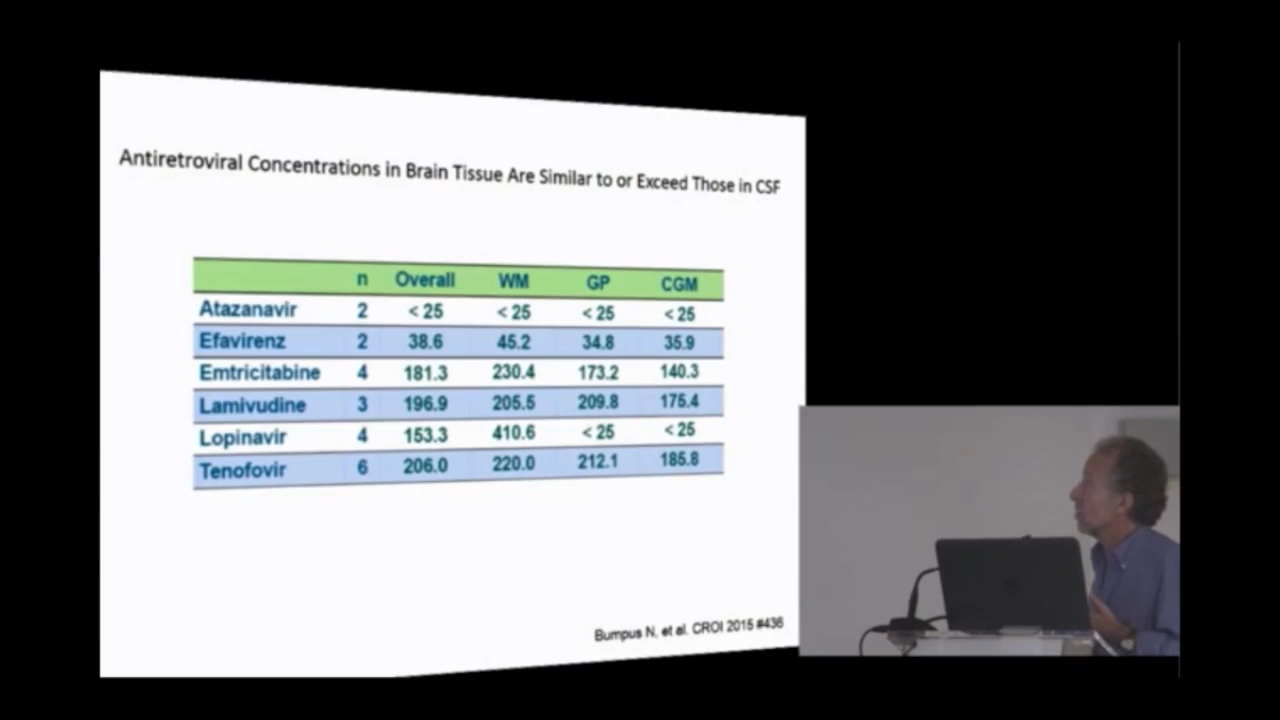 Antiretroviral Concentrations in Brain Tissue Are Similar to or Exceed Those in CSF
n Overall WM GP CGM
Atazanavir 2 < 25 < 25 < 25 < 25
Efavirenz 2 38.6 45.2 34.8 35.9
Emtricitabine 4 181.3 230.4 173.2 140.3
Lamivudine 3 196.9 205.5 209.8 175.4
Lopinavir 4 153.3 410.6 < 25 < 25
Tenofovir 6 206.0 220.0 212.1 185.8
Bumpus N. et al. CROI 2015 #436